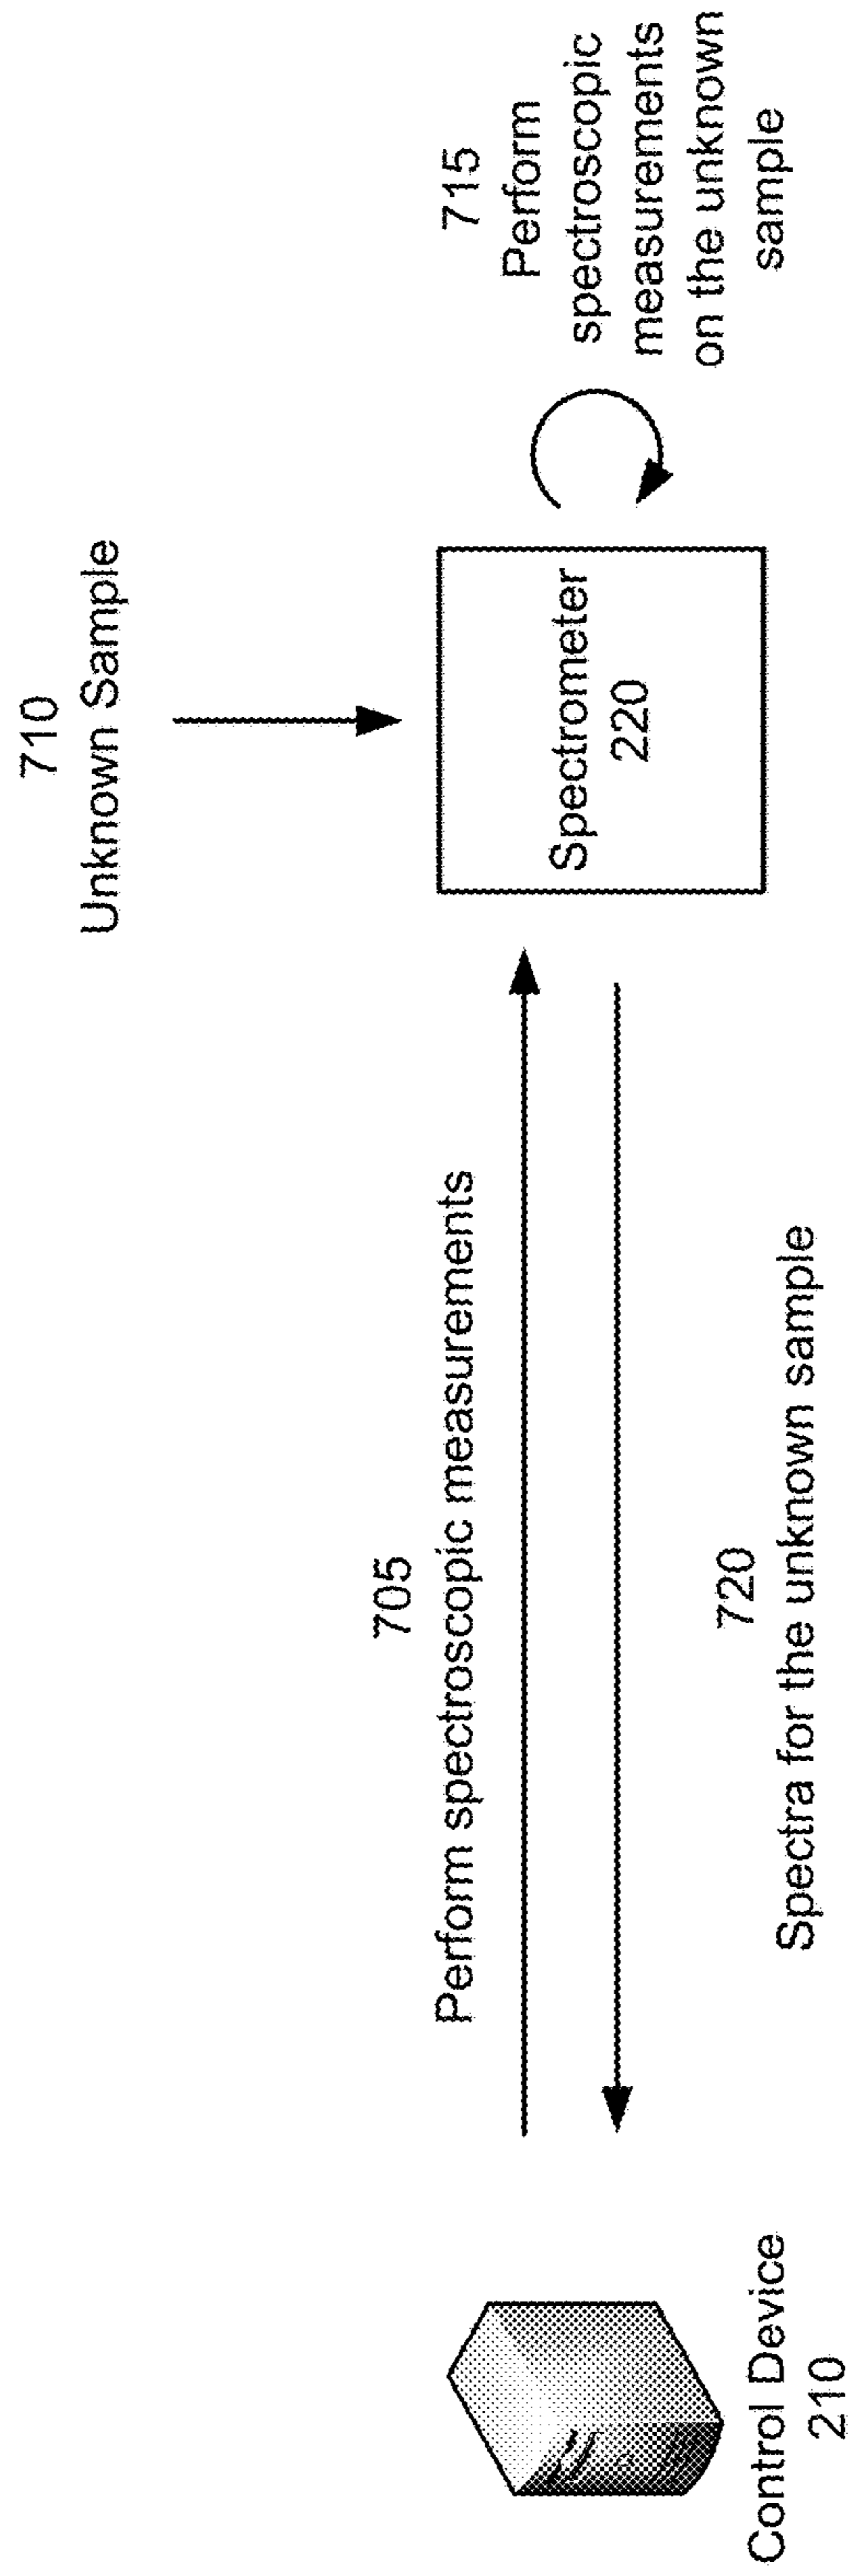 710
Unknown Sample
705
Perform spectroscopic measurements
Spectrometer
220
715
Perform
spectroscopic
measurements
on the unknown
sample
720
Spectra for the unknown sample
Control Device
210